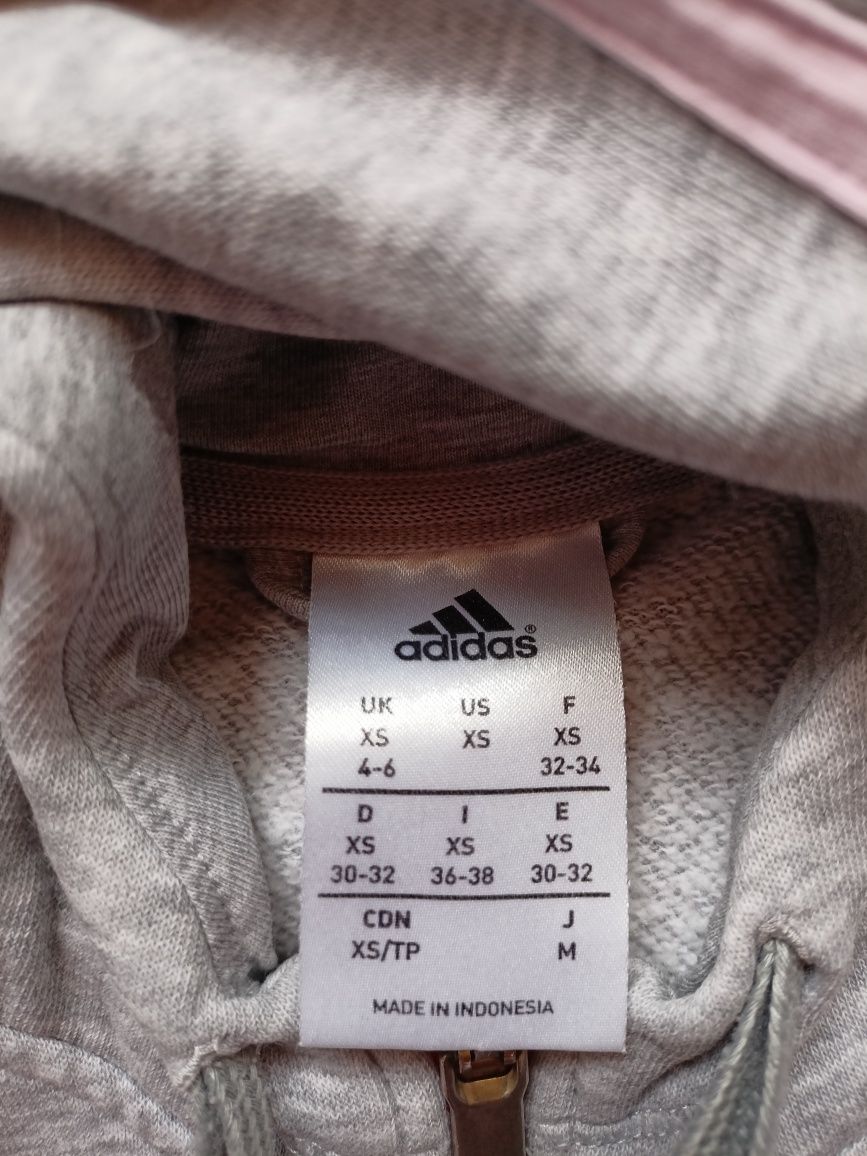 adidas®
UK US F
XS XS XS
4-6 32-34
D I E
XS XS XS
30-32 36-38 30-32
CDN J
XS/TP M
MADE IN INDONESIA